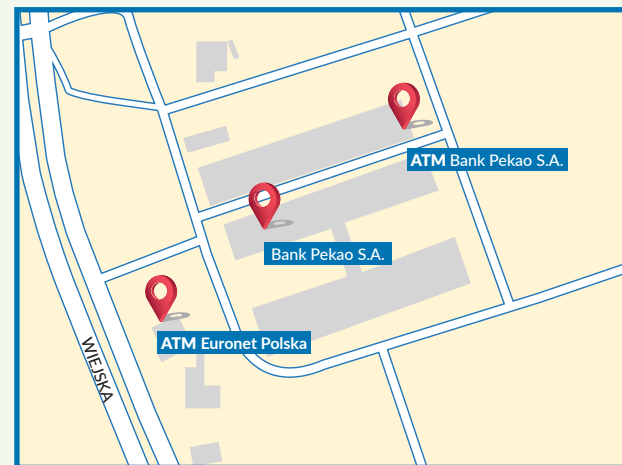 ATM Bank Pekao S.A.
Bank Pekao S.A.
ATM Euronet Polska
WIEJSKA